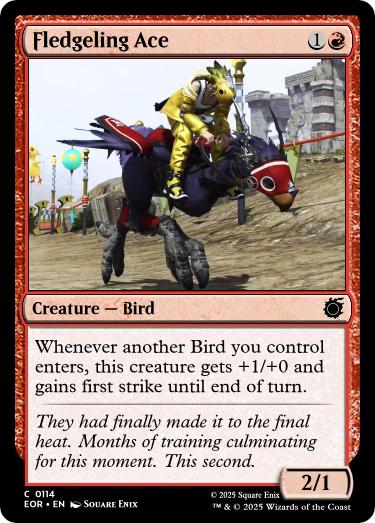 Fledgeling Ace 1
Creature — Bird
Whenever another Bird you control
enters, this creature gets +1/+0 and
gains first strike until end of turn.
They had finally made it to the final
heat. Months of training culminating
for this moment. This second.
2/1
C 0114
EOR • EN SQUARE ENIX
© 2025 Square Enix
™ & © 2025 Wizards of the Coast